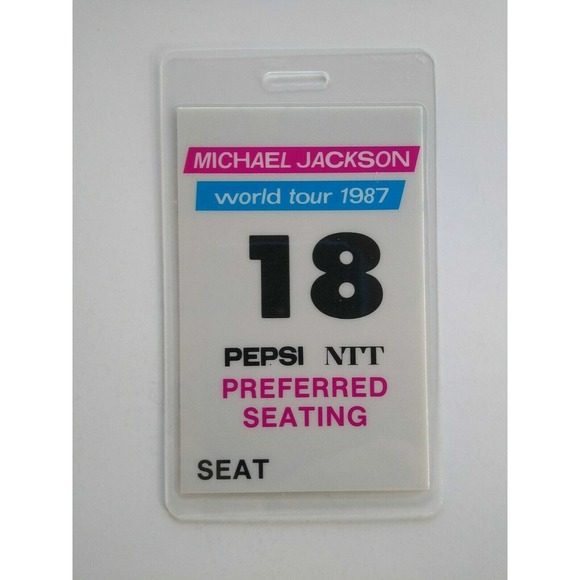 MICHAEL JACKSON
world tour 1987
18
PEPSI NTT
PREFERRED
SEATING
SEAT